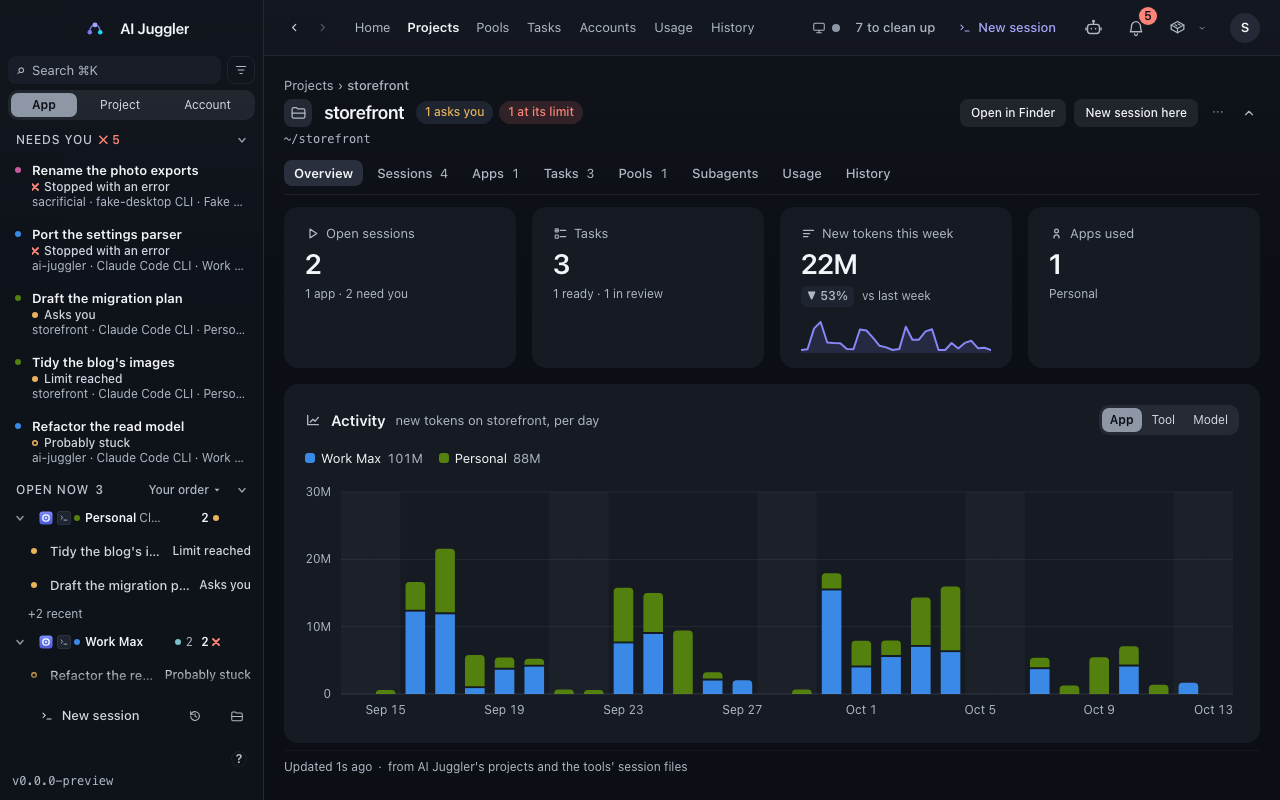 AI Juggler
Search ⌘K
App Project Account
NEEDS YOU 5
Rename the photo exports
Stopped with an error
sacrificial · fake-desktop CLI · Fake ...
Port the settings parser
Stopped with an error
ai-juggler · Claude Code CLI · Work ...
Draft the migration plan
Asks you
storefront · Claude Code CLI · Perso...
Tidy the blog's images
Limit reached
storefront · Claude Code CLI · Perso...
Refactor the read model
Probably stuck
ai-juggler · Claude Code CLI · Work ...
OPEN NOW 3 Your order
Personal Cl... 2
Tidy the blog's i... Limit reached
Draft the migration p... Asks you
+2 recent
Work Max 2 2
Refactor the re... Probably stuck
New session
?
v0.0.0-preview
Home Projects Pools Tasks Accounts Usage History 7 to clean up New session 5 S
Projects › storefront
storefront 1 asks you 1 at its limit Open in Finder New session here ...
~/storefront
Overview Sessions 4 Apps 1 Tasks 3 Pools 1 Subagents Usage History
Open sessions
2
1 app · 2 need you
Tasks
3
1 ready · 1 in review
New tokens this week
22M
▼ 53% vs last week
Apps used
1
Personal
Activity new tokens on storefront, per day App Tool Model
Work Max 101M Personal 88M
30M
20M
10M
0
Sep 15 Sep 19 Sep 23 Sep 27 Oct 1 Oct 5 Oct 9 Oct 13
Updated 1s ago · from AI Juggler's projects and the tools' session files